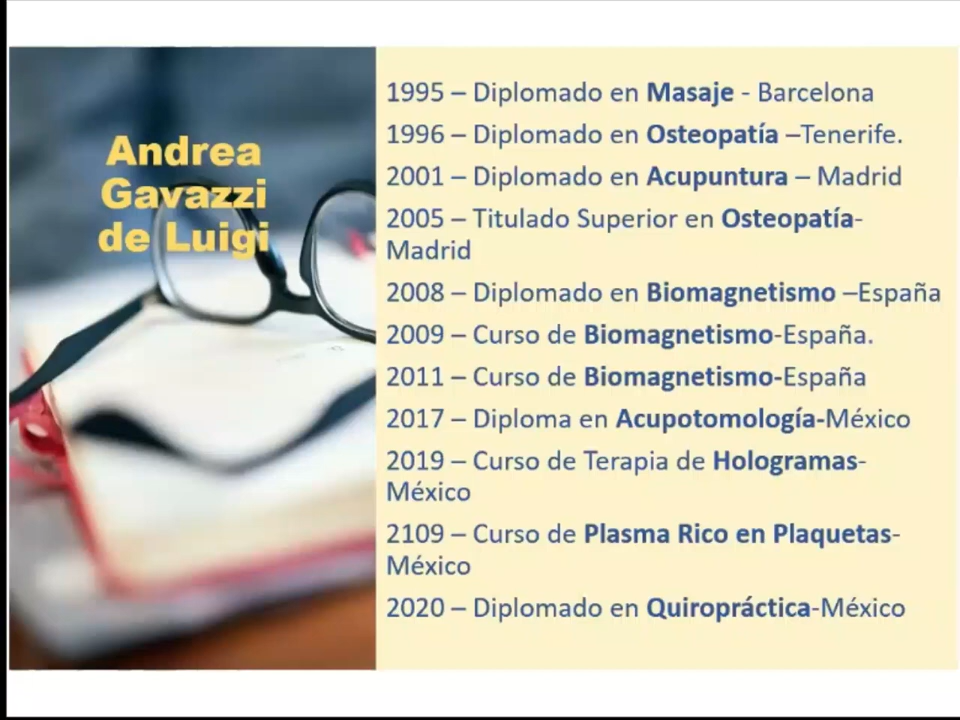 Andrea
Gavazzi
de Luigi
1995 – Diplomado en Masaje - Barcelona
1996 – Diplomado en Osteopatía –Tenerife.
2001 – Diplomado en Acupuntura – Madrid
2005 – Titulado Superior en Osteopatía-
Madrid
2008 – Diplomado en Biomagnetismo –España
2009 – Curso de Biomagnetismo-España.
2011 – Curso de Biomagnetismo-España
2017 – Diploma en Acupotomología-México
2019 – Curso de Terapia de Hologramas-
México
2109 – Curso de Plasma Rico en Plaquetas-
México
2020 – Diplomado en Quiropráctica-México